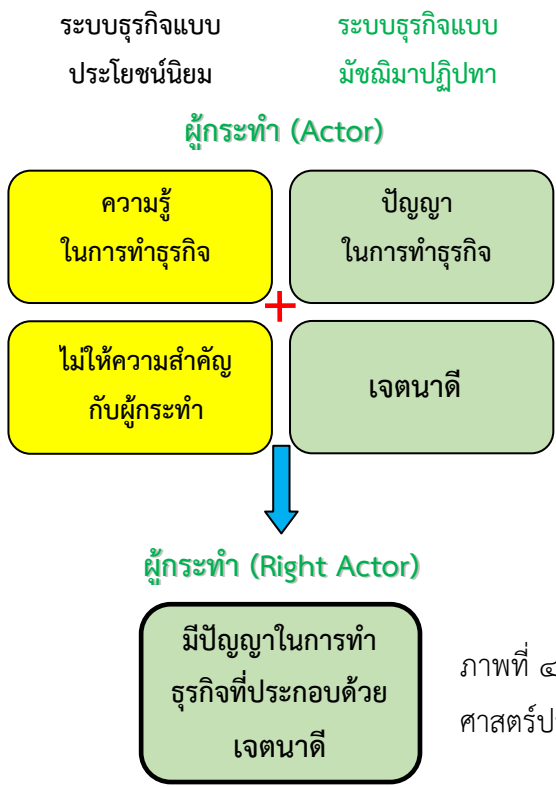 ระบบธุรกิจแบบ
ประโยชน์นิยม
ระบบธุรกิจแบบ
มัชฌิมาปฏิปทา
ผู้กระทำ (Actor)
ความรู้
ในการทำธุรกิจ
ปัญญา
ในการทำธุรกิจ
ไม่ให้ความสำคัญ
กับผู้กระทำ
เจตนาดี
ผู้กระทำ (Right Actor)
มีปัญญาในการทำ
ธุรกิจที่ประกอบด้วย
เจตนาดี
ภาพที่ ๔